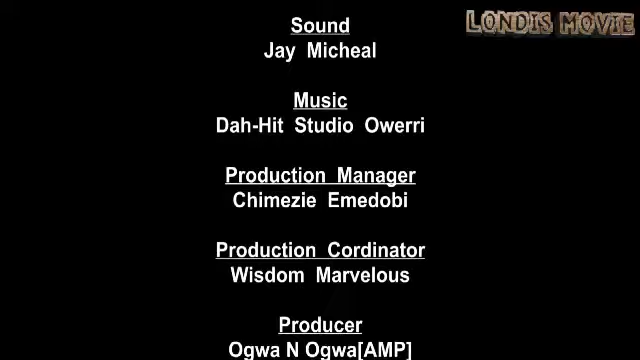 LONDIS MOVIE
Sound
Jay Micheal
Music
Dah-Hit Studio Owerri
Production Manager
Chimezie Emedobi
Production Cordinator
Wisdom Marvelous
Producer
Ogwa N Ogwa[AMP]